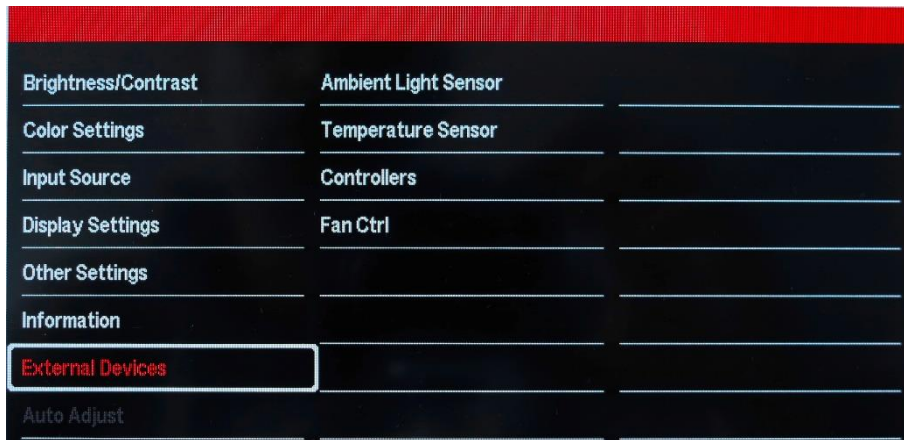 Brightness/Contrast
Ambient Light Sensor
Color Settings
Temperature Sensor
Input Source
Controllers
Display Settings
Fan Ctrl
Other Settings
Information
External Devices
Auto Adjust